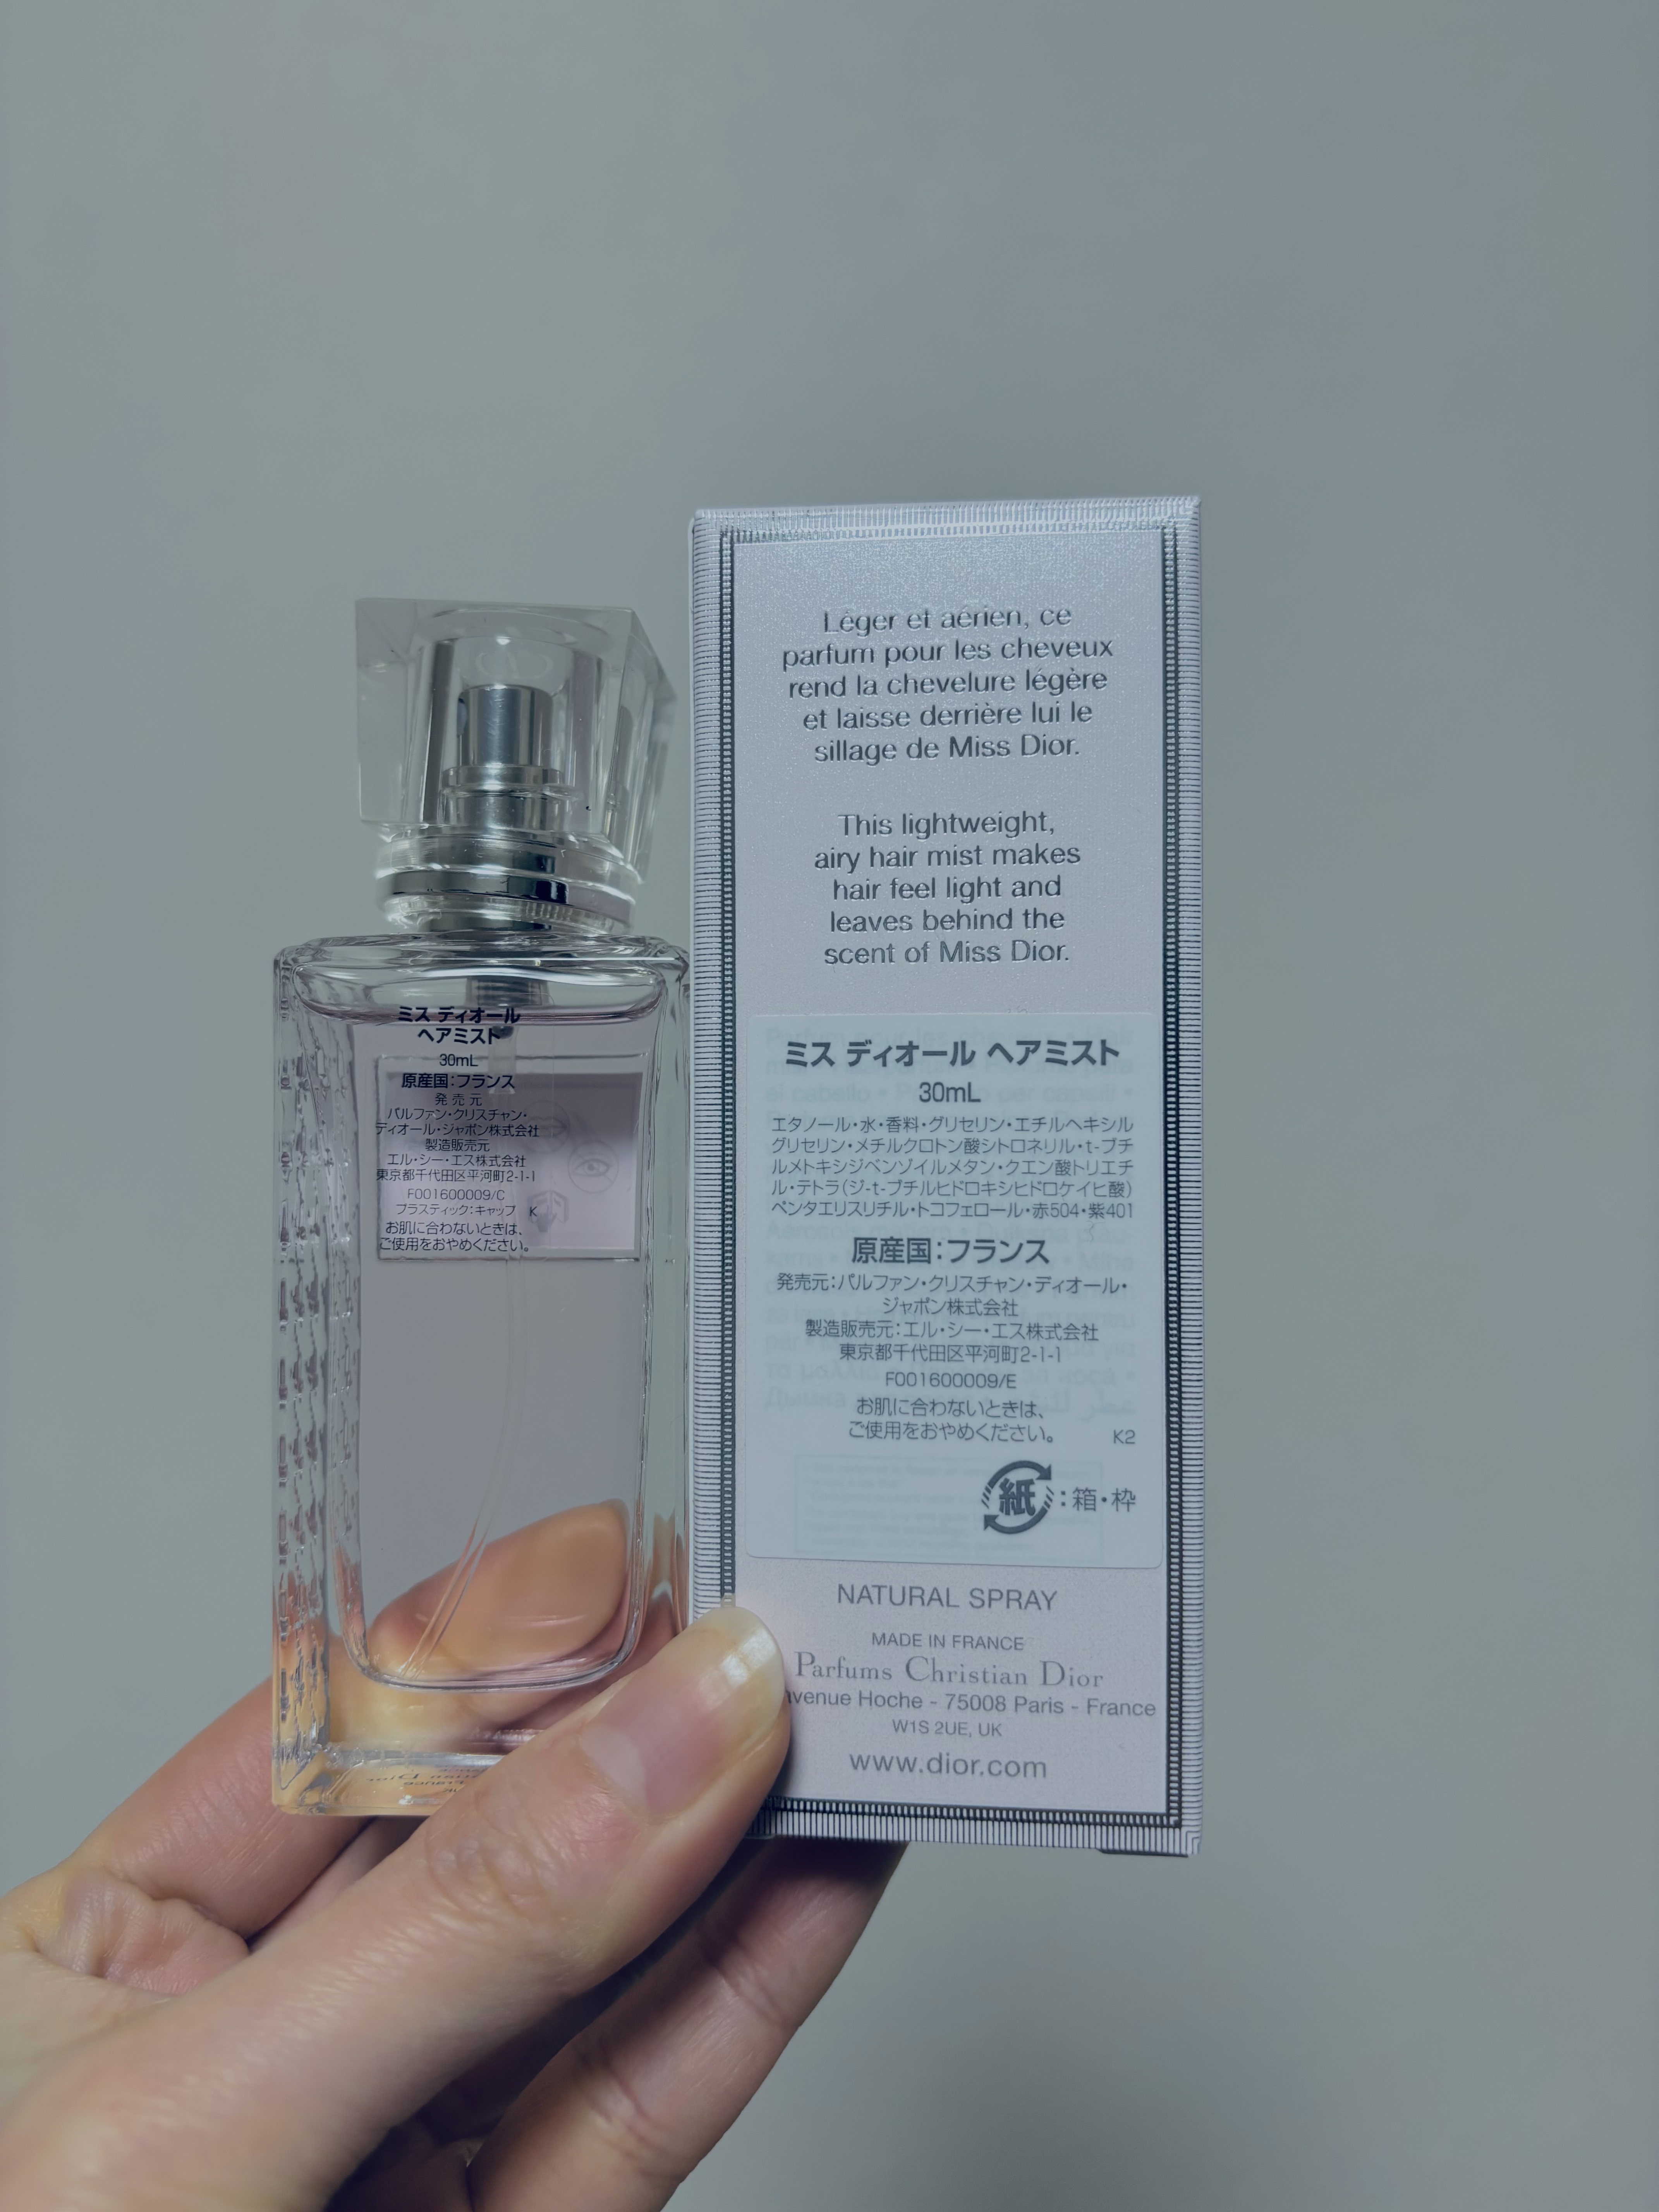 ミス ディオール
ヘアミスト
30mL
原産国：フランス
発売元
パルファン・クリスチャン・
ディオール・ジャポン株式会社
製造販売元
エル・シー・エス株式会社
東京都千代田区平河町2-1-1
F001600009/C
プラスティック：キャップ K
お肌に合わないときは、
ご使用をおやめください。
Léger et aérien, ce
parfum pour les cheveux
rend la chevelure légère
et laisse derrière lui le
sillage de Miss Dior.
This lightweight,
airy hair mist makes
hair feel light and
leaves behind the
scent of Miss Dior.
ミス ディオール ヘアミスト
30mL
エタノール・水・香料・グリセリン・エチルヘキシル
グリセリン・メチルクロトン酸シトロネリル・t-ブチ
ルメトキシジベンゾイルメタン・クエン酸トリエチ
ル・テトラ(ジ-t-ブチルヒドロキシヒドロケイヒ酸)
ペンタエリスリチル・トコフェロール・赤504・紫401
原産国：フランス
発売元：パルファン・クリスチャン・ディオール・
ジャポン株式会社
製造販売元：エル・シー・エス株式会社
東京都千代田区平河町2-1-1
F001600009/E
お肌に合わないときは、
ご使用をおやめください。 K2
紙：箱・枠
NATURAL SPRAY
MADE IN FRANCE
Parfums Christian Dior
avenue Hoche - 75008 Paris - France
W1S 2UE, UK
www.dior.com